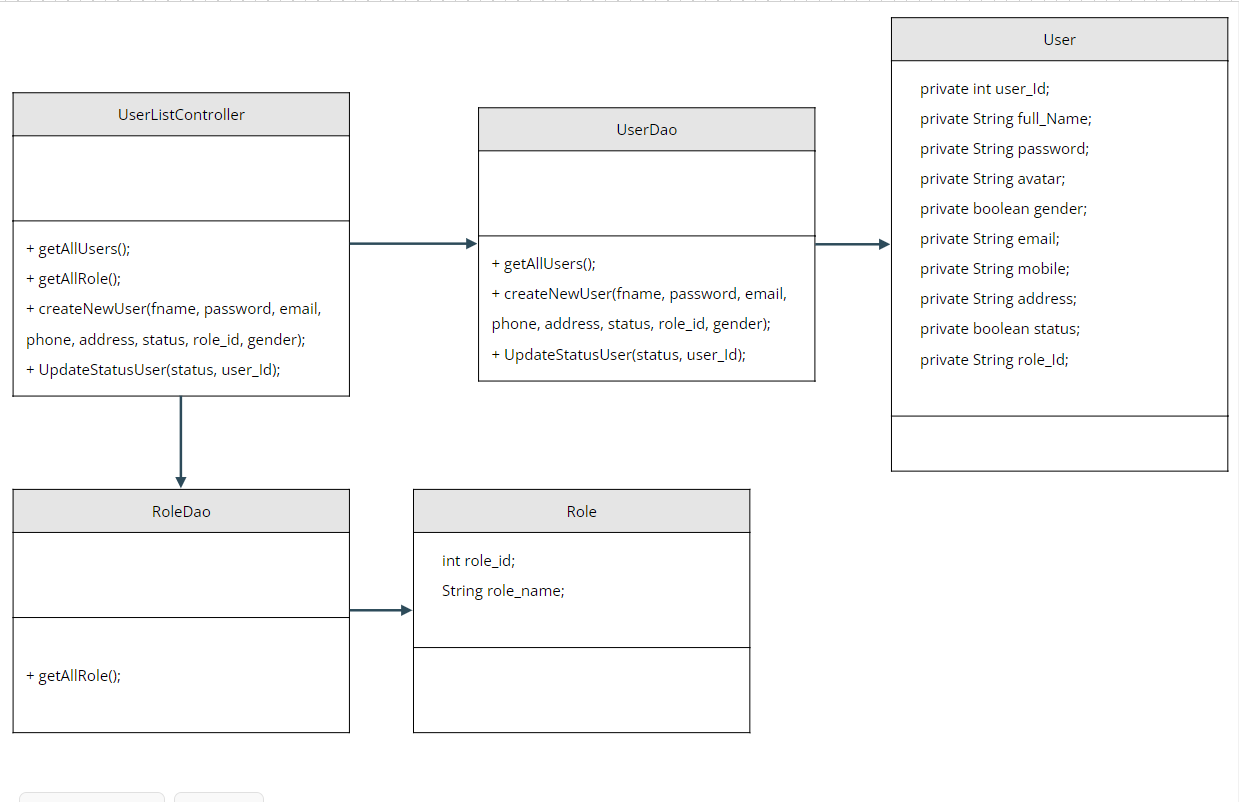 UserListController
+ getAllUsers();
+ getAllRole();
+ createNewUser(fname, password, email,
phone, address, status, role_id, gender);
+ UpdateStatusUser(status, user_Id);
UserDao
+ getAllUsers();
+ createNewUser(fname, password, email,
phone, address, status, role_id, gender);
+ UpdateStatusUser(status, user_Id);
User
private int user_Id;
private String full_Name;
private String password;
private String avatar;
private boolean gender;
private String email;
private String mobile;
private String address;
private boolean status;
private String role_Id;
RoleDao
+ getAllRole();
Role
int role_id;
String role_name;